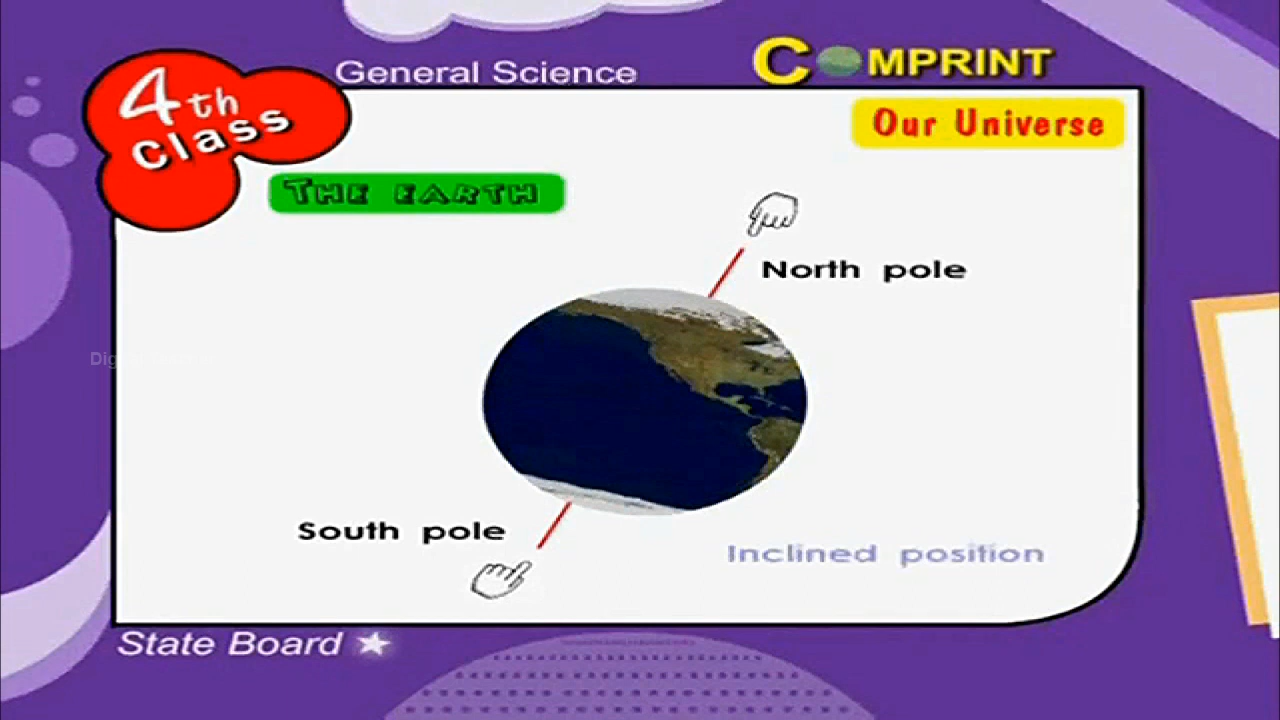 General Science
COMPRINT
4th
Class
Our Universe
THE EARTH
North pole
South pole
Inclined position
State Board